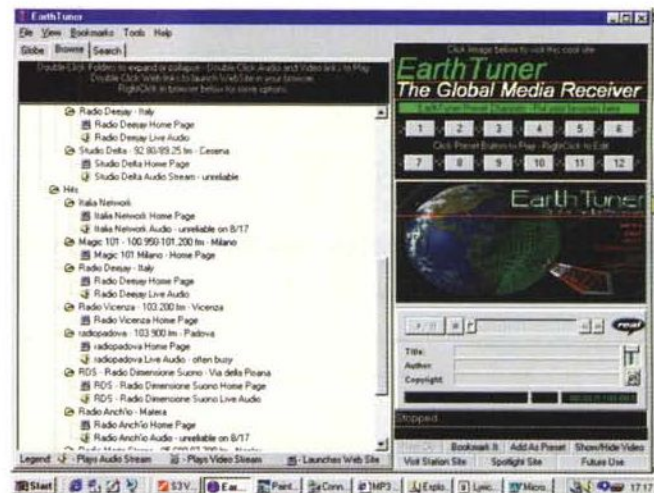 EarthTuner
File View Bookmarks Tools Help
Globe Browse Search
Double-Click Folders to expand or collapse - Double Click Audio and Video links to Play
Double Click Web links to launch WebSite in your browser.
RightClick in browser below for more options.
Radio Deejay - Italy
Radio Deejay Home Page
Radio Deejay Live Audio
Studio Delta - 92.80/89.25 fm - Cesena
Studio Delta Home Page
Studio Delta Audio Stream - unreliable
Hits
Italia Network
Italia Network Home Page
Italia Network Audio - unreliable on 8/17
Magic 101 - 100.950-101.200 fm - Milano
Magic 101 Milano - Home Page
Radio Deejay - Italy
Radio Deejay Home Page
Radio Deejay Live Audio
Radio Vicenza - 103.200 fm - Vicenza
Radio Vicenza Home Page
radiopadova - 103.900 fm - Padova
radiopadova Home Page
radiopadova Live Audio - often busy
RDS - Radio Dimensione Suono - Via della Pisana
RDS - Radio Dimensione Suono Home Page
RDS - Radio Dimensione Suono Live Audio
Radio Anch'io - Matera
Radio Anch'io Home Page
Radio Anch'io Audio - unreliable on 8/17
Legend: - Plays Audio Stream - Plays Video Stream - Launches Web Site
Click Image below to visit this cool site
EarthTuner
The Global Media Receiver
EarthTuner Preset Channels - Put your favorites here
1 2 3 4 5 6
Click Preset Button to Play - RightClick to Edit
7 8 9 10 11 12
EarthTuner
real
Title:
Author:
Copyright:
Stopped
Bookmark It Add As Preset Show/Hide Video
Visit Station Site Spotlight Site Future Use
Start S3 V... Ear... Paint... Conn... MP3... Explo... Lyric... Micro... 17.17